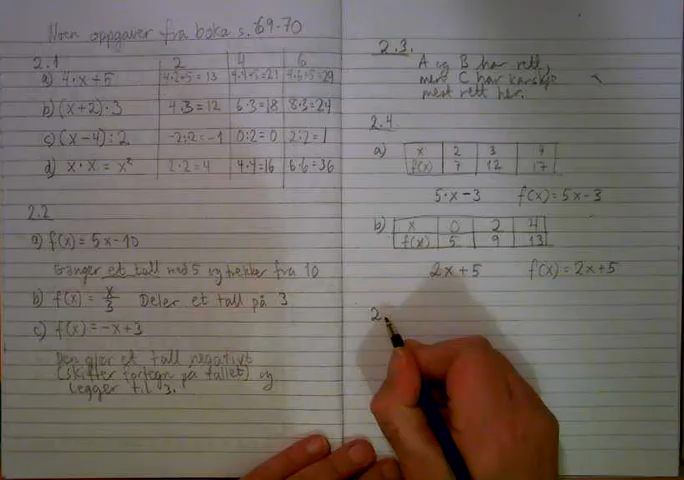 Noen oppgaver fra boka s. 69-70
2.1
2 4 6
a) 4·x+5 4·2+5=13 4·4+5=21 4·6+5=29
b) (x+2)·3 4·3=12 6·3=18 8·3=24
c) (x-4):2 -2:2=-1 0:2=0 2:2=1
d) x·x=x² 2·2=4 4·4=16 6·6=36
2.2
a) f(x)=5x-10
Ganger et tall med 5 og trekker fra 10
b) f(x)=x/3 Deler et tall på 3
c) f(x)=-x+3
Den gjør et tall negativt
(skifter fortegn på tallet) og
legger til 3.
2.3.
A og B har rett,
men C har kanskje
mest rett her.
2.4
a) x 2 3 4
f(x) 7 12 17
5·x-3 f(x)=5x-3
b) x 0 2 4
f(x) 5 9 13
2x+5 f(x)=2x+5
2.